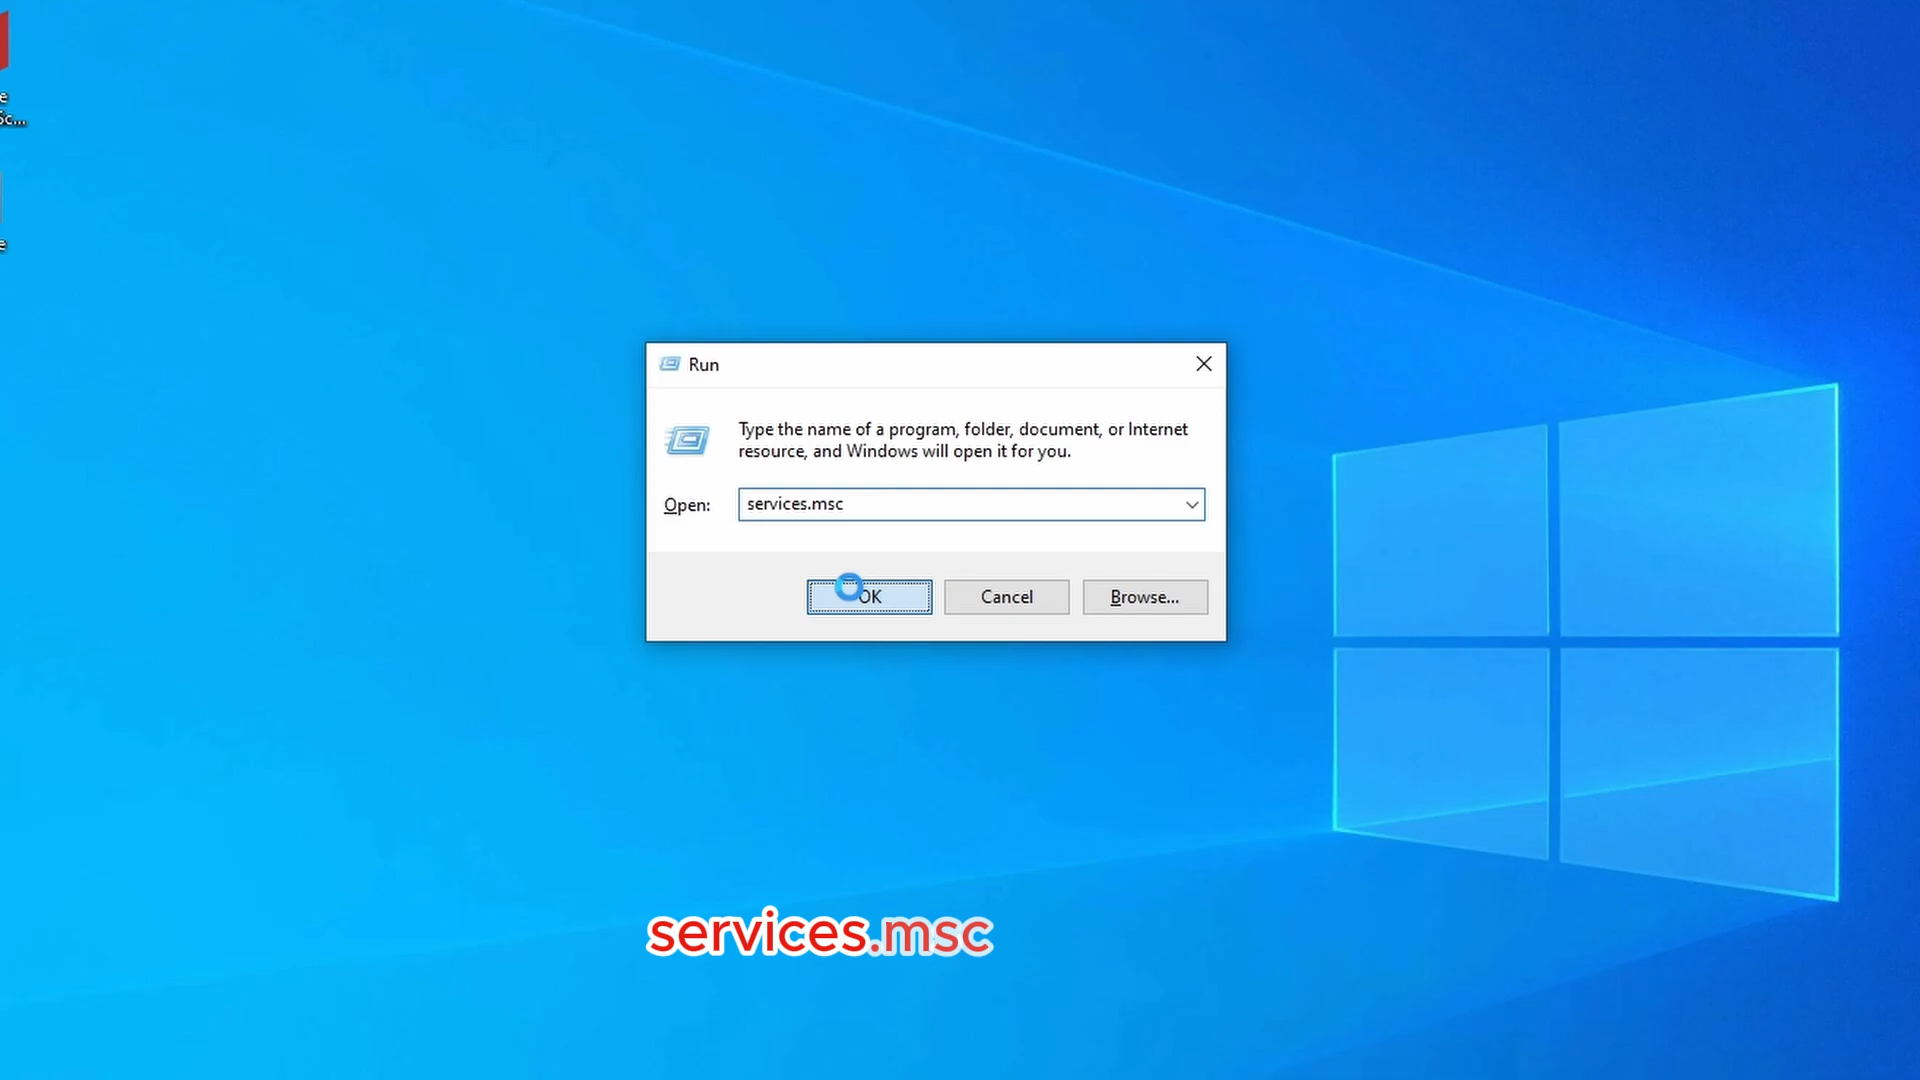 Run
Type the name of a program, folder, document, or Internet
resource, and Windows will open it for you.
Open:
services.msc
OK
Cancel
Browse...
services.msc